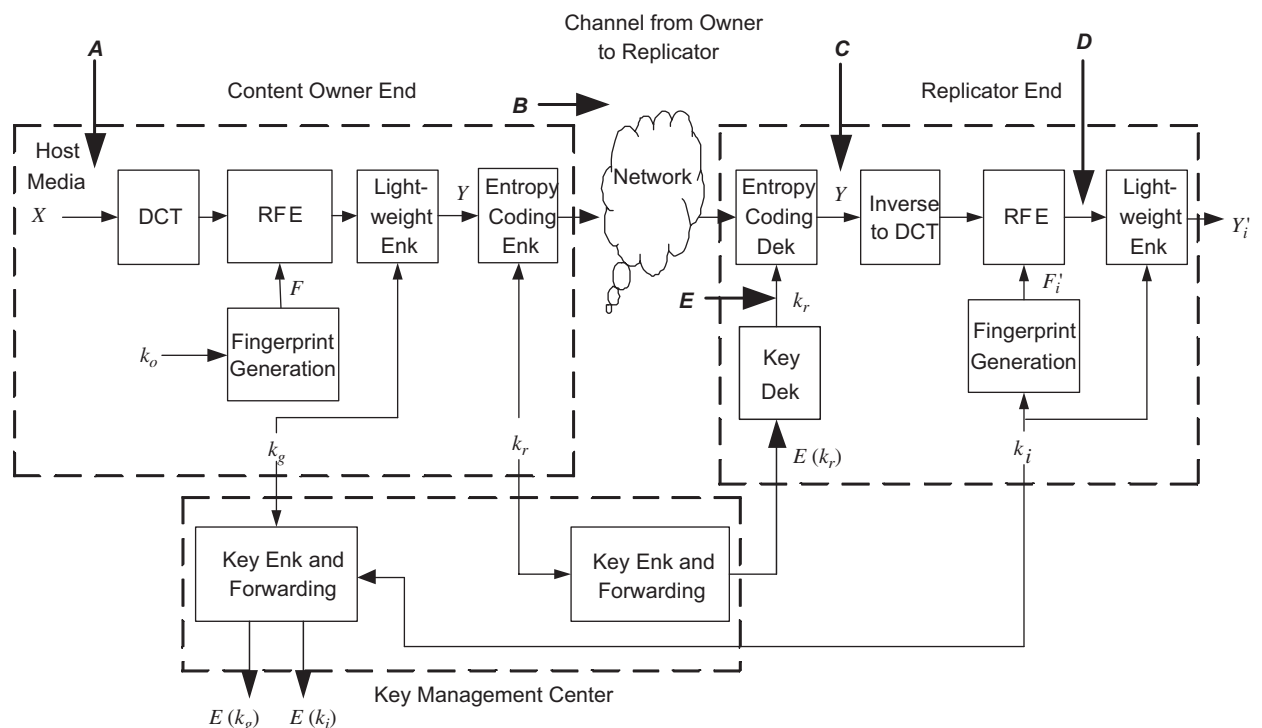 Channel from Owner
to Replicator
A
B
C
D
Content Owner End
Replicator End
Host
Media
X
DCT
RFE
Light-
weight
Enk
Y
Entropy
Coding
Enk
Network
Entropy
Coding
Dek
Y
Inverse
to DCT
RFE
Light-
weight
Enk
Y'i
F
E
kr
F'i
ko
Fingerprint
Generation
Key
Dek
Fingerprint
Generation
kg
kr
E (kr)
ki
Key Enk and
Forwarding
Key Enk and
Forwarding
Key Management Center
E (kg)
E (ki)